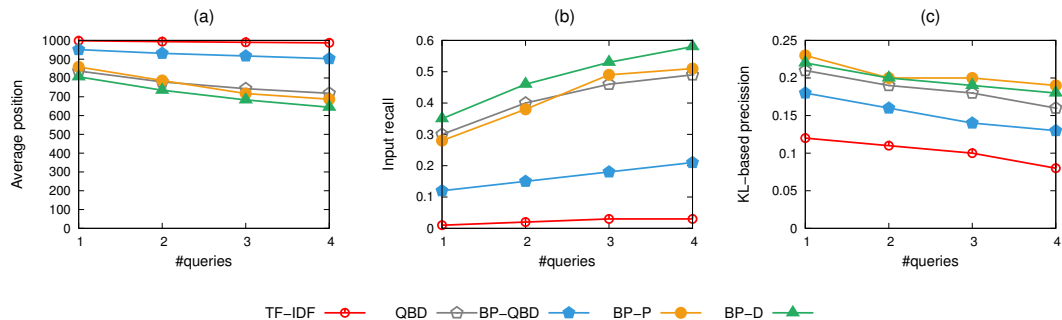 (a)
1000
900
800
700
600
500
400
300
200
100
0
Average position
1 2 3 4
#queries
(b)
0.6
0.5
0.4
0.3
0.2
0.1
0
Input recall
1 2 3 4
#queries
(c)
0.25
0.2
0.15
0.1
0.05
0
KL-based precission
1 2 3 4
#queries
TF-IDF QBD BP-QBD BP-P BP-D